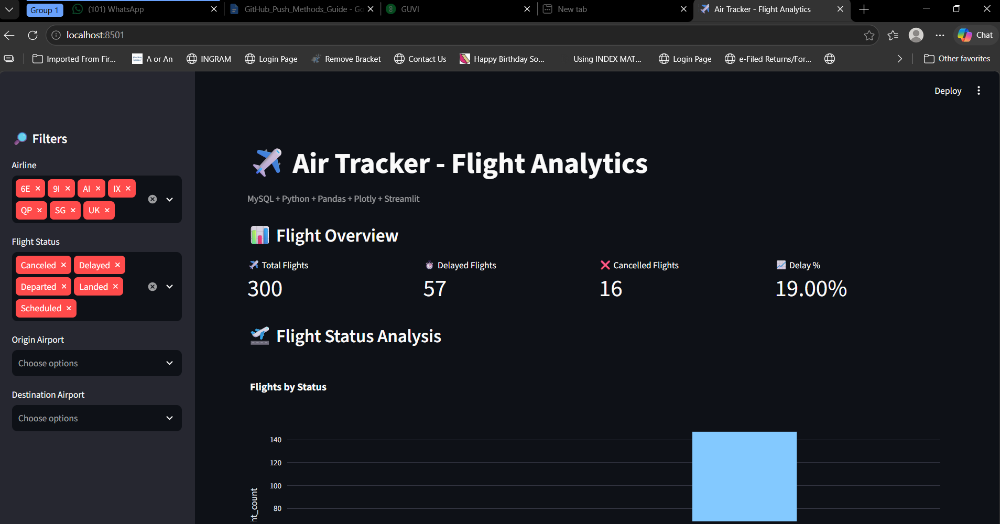 Group 1
(101) WhatsApp
GitHub_Push_Methods_Guide - Go
GUVI
New tab
Air Tracker - Flight Analytics
localhost:8501
Chat
Imported From Fir...
A or An
INGRAM
Login Page
Remove Bracket
Contact Us
Happy Birthday So...
Using INDEX MAT...
Login Page
e-Filed Returns/For...
Other favorites
Deploy
Filters
Airline
6E
9I
AI
IX
QP
SG
UK
Flight Status
Canceled
Delayed
Departed
Landed
Scheduled
Origin Airport
Choose options
Destination Airport
Choose options
Air Tracker - Flight Analytics
MySQL + Python + Pandas + Plotly + Streamlit
Flight Overview
Total Flights
300
Delayed Flights
57
Cancelled Flights
16
Delay %
19.00%
Flight Status Analysis
Flights by Status
140
120
100
80
ht_count